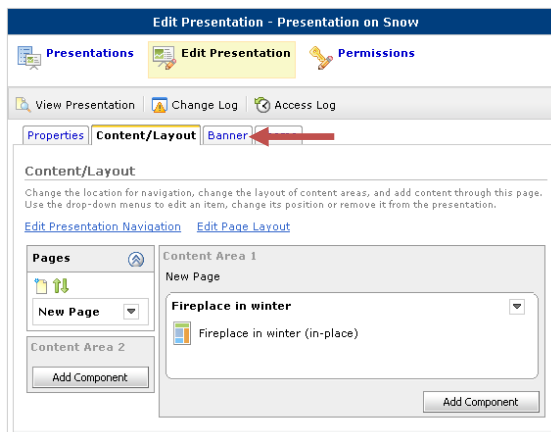 Edit Presentation - Presentation on Snow
Presentations Edit Presentation Permissions
View Presentation Change Log Access Log
Properties Content/Layout Banner
Content/Layout
Change the location for navigation, change the layout of content areas, and add content through this page.
Use the drop-down menus to edit an item, change its position or remove it from the presentation.
Edit Presentation Navigation Edit Page Layout
Pages
New Page
Content Area 2
Add Component
Content Area 1
New Page
Fireplace in winter
Fireplace in winter (in-place)
Add Component